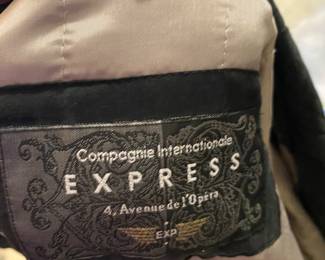 Compagnie Internationale
EXPRESS
4, Avenue de l'Opéra
EXP